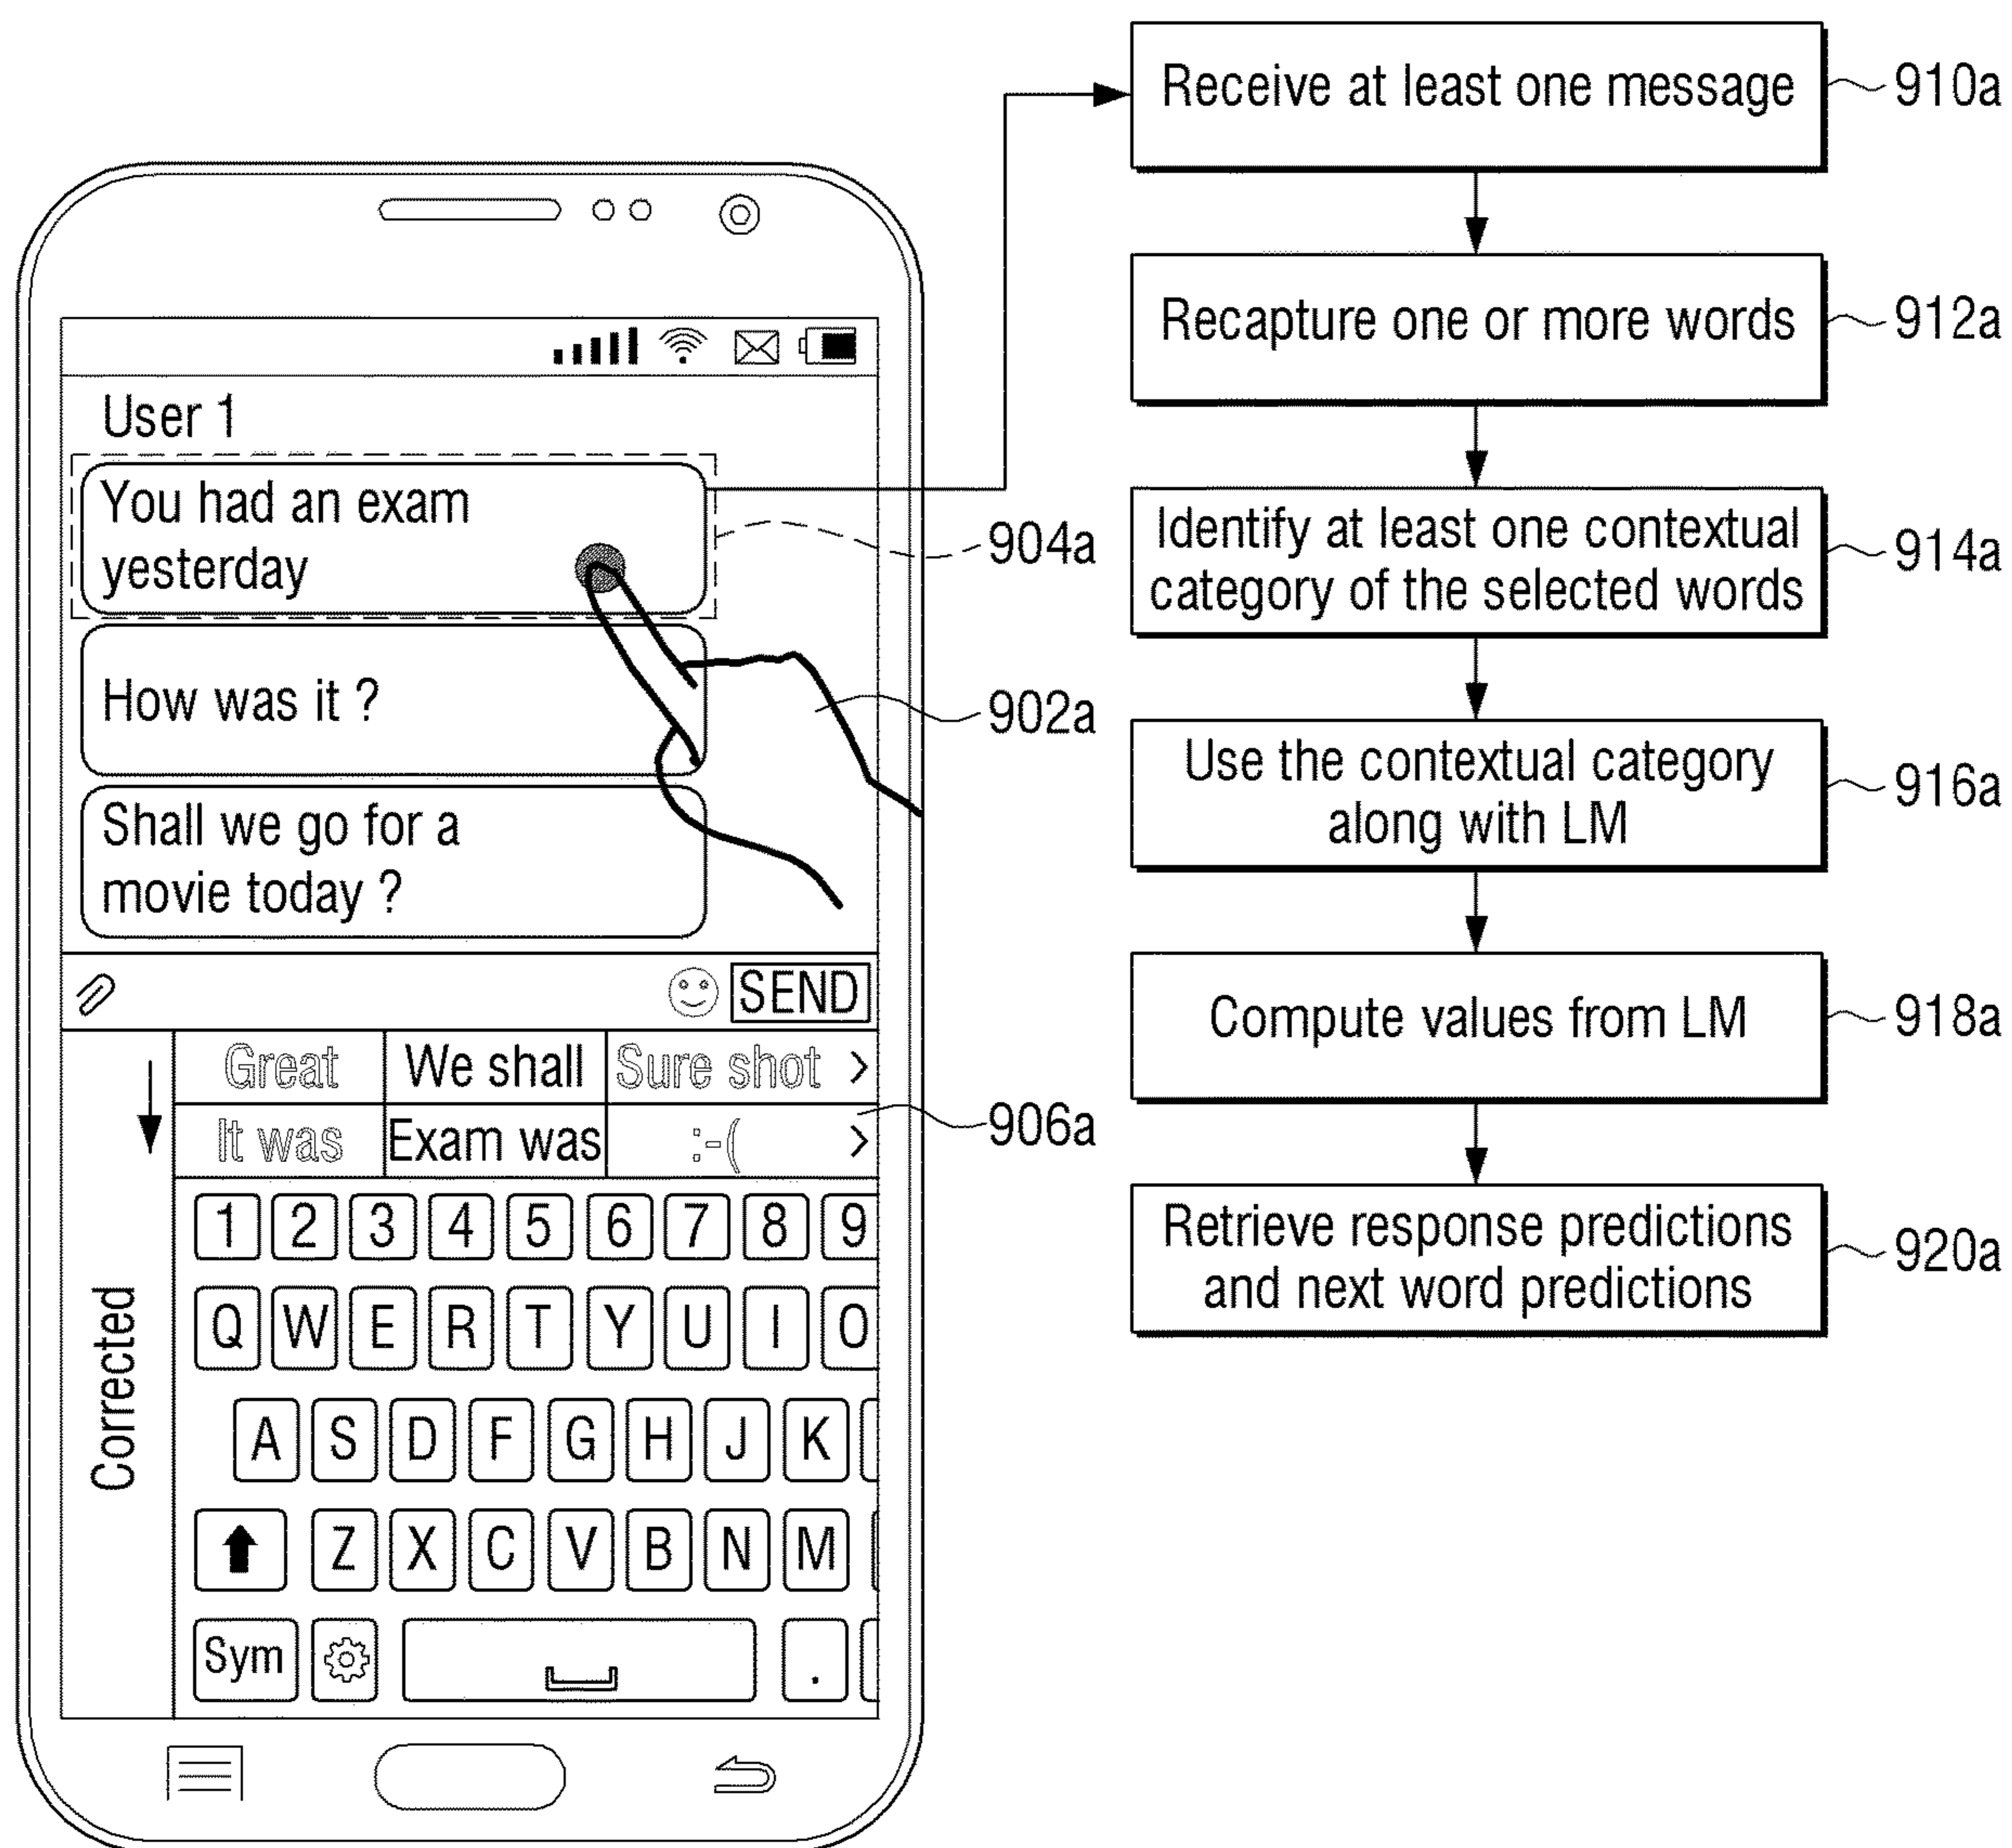 User 1
You had an exam
yesterday
How was it ?
Shall we go for a
movie today ?
SEND
Great We shall Sure shot >
It was Exam was :-( >
Corrected
1 2 3 4 5 6 7 8 9
Q W E R T Y U I O
A S D F G H J K
Z X C V B N M
Sym .
904a
902a
906a
Receive at least one message
910a
Recapture one or more words
912a
Identify at least one contextual
category of the selected words
914a
Use the contextual category
along with LM
916a
Compute values from LM
918a
Retrieve response predictions
and next word predictions
920a